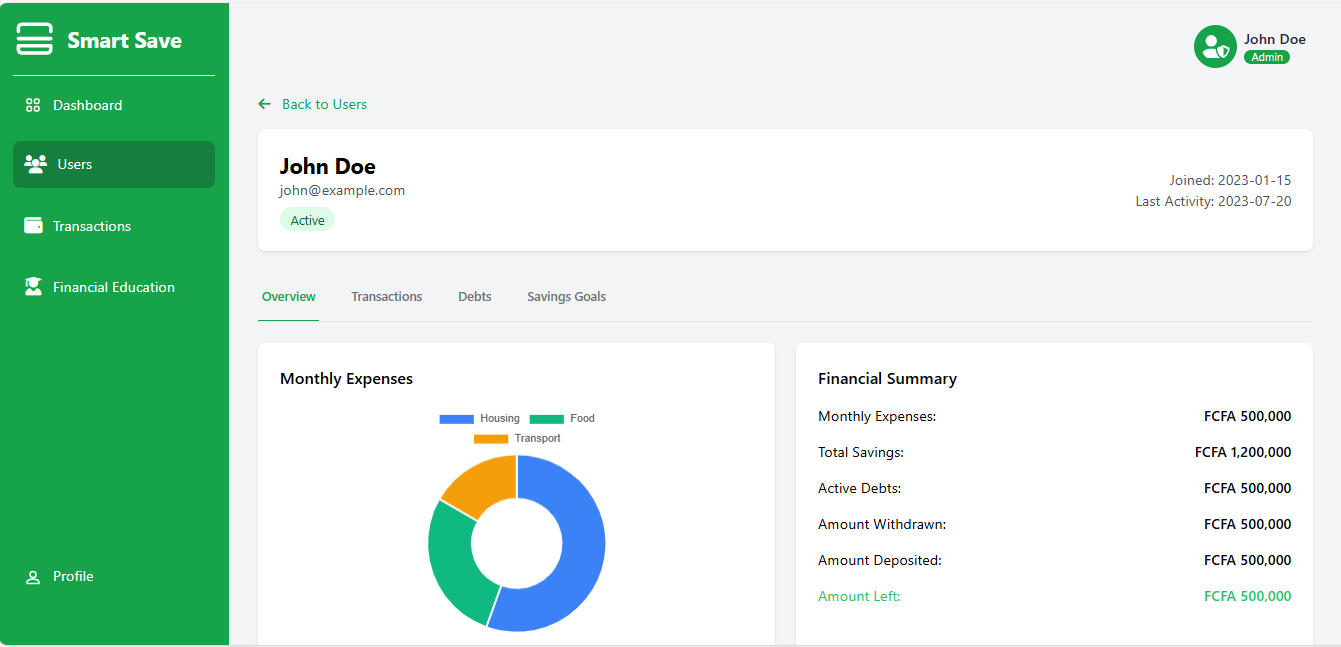 Smart Save
Dashboard
Users
Transactions
Financial Education
Profile
John Doe
Admin
Back to Users
John Doe
john@example.com
Active
Joined: 2023-01-15
Last Activity: 2023-07-20
Overview Transactions Debts Savings Goals
Monthly Expenses
Housing Food
Transport
Financial Summary
Monthly Expenses: FCFA 500,000
Total Savings: FCFA 1,200,000
Active Debts: FCFA 500,000
Amount Withdrawn: FCFA 500,000
Amount Deposited: FCFA 500,000
Amount Left: FCFA 500,000